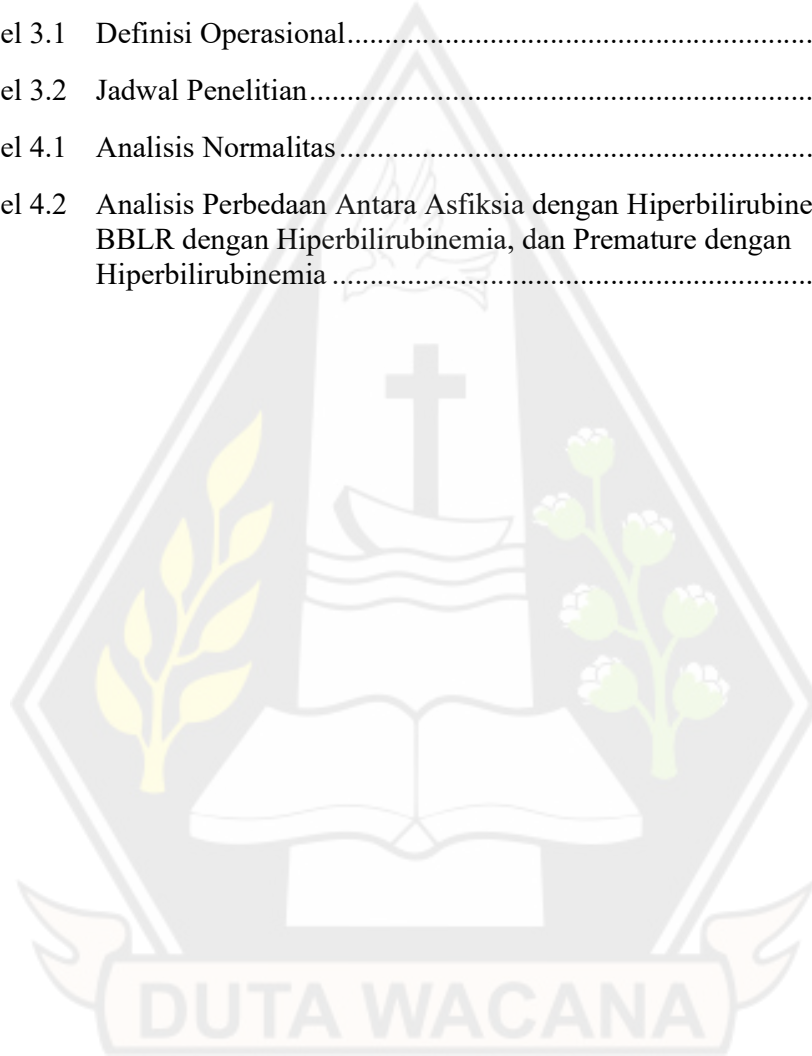 el 3.1 Definisi Operasional..............................................................
el 3.2 Jadwal Penelitian...................................................................
el 4.1 Analisis Normalitas...............................................................
el 4.2 Analisis Perbedaan Antara Asfiksia dengan Hiperbilirubine
BBLR dengan Hiperbilirubinemia, dan Premature dengan
Hiperbilirubinemia ................................................................
DUTA WACANA